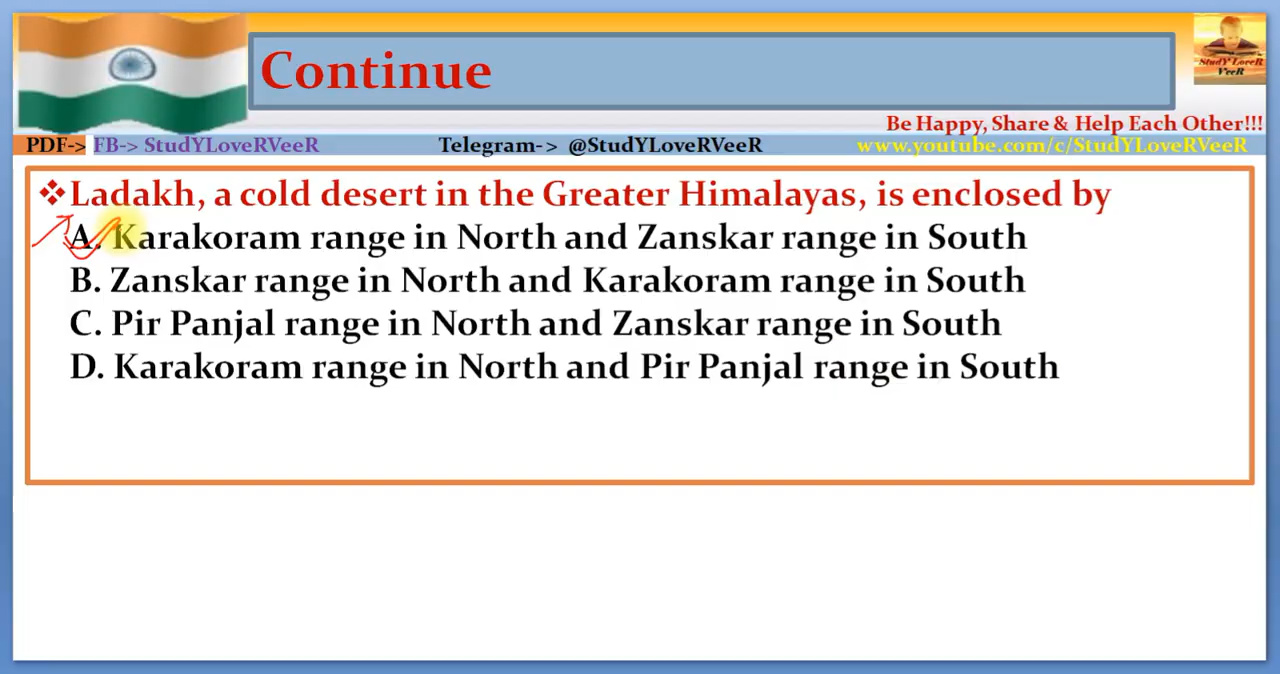 Continue
StudY LoveR
VeeR
Be Happy, Share & Help Each Other!!!
PDF-> FB-> StudYLoveRVeeR Telegram-> @StudYLoveRVeeR www.youtube.com/c/StudYLoveRVeeR
❖Ladakh, a cold desert in the Greater Himalayas, is enclosed by
A. Karakoram range in North and Zanskar range in South
B. Zanskar range in North and Karakoram range in South
C. Pir Panjal range in North and Zanskar range in South
D. Karakoram range in North and Pir Panjal range in South